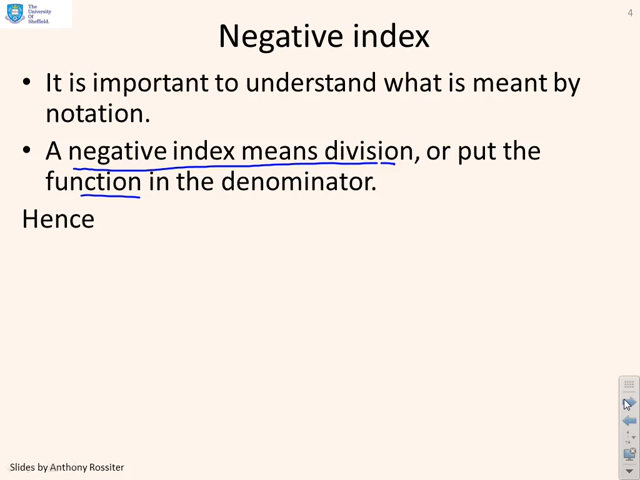 The
University
Of
Sheffield.
4
Negative index
• It is important to understand what is meant by
notation.
• A negative index means division, or put the
function in the denominator.
Hence
Slides by Anthony Rossiter